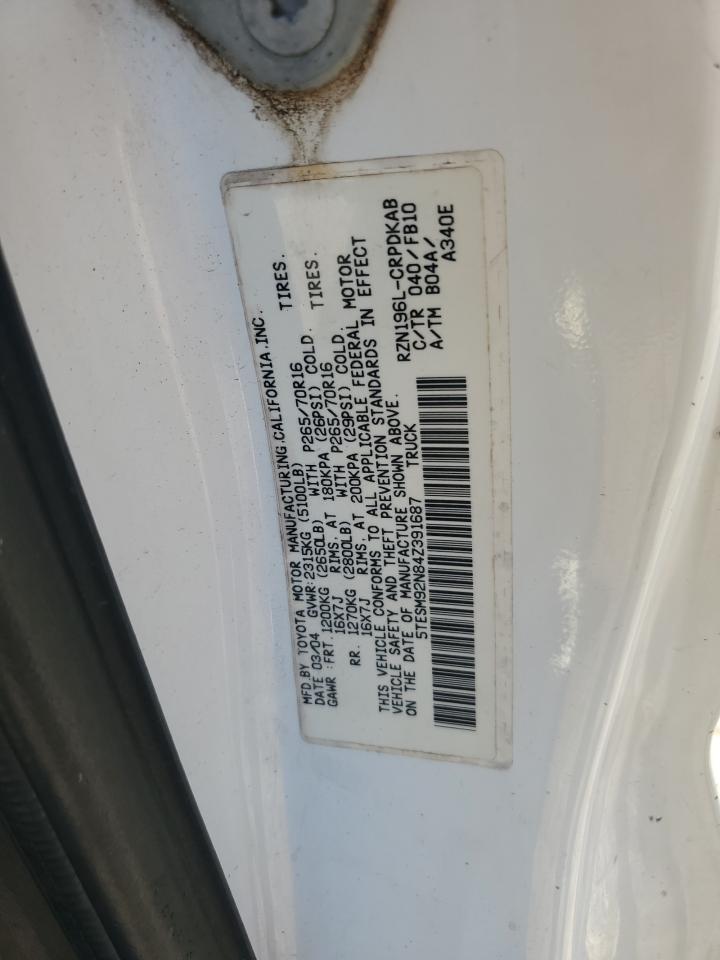 MFD.BY TOYOTA MOTOR MANUFACTURING,CALIFORNIA,INC.
DATE 03/04 GVWR:2315KG (5100LB)
GAWR :FRT.1200KG (2650LB) WITH P265/70R16 TIRES.
16X7J RIMS. AT 180KPA (26PSI) COLD.
RR. 1270KG (2800LB) WITH P265/70R16 TIRES.
16X7J RIMS. AT 200KPA (29PSI) COLD.
THIS VEHICLE CONFORMS TO ALL APPLICABLE FEDERAL MOTOR
VEHICLE SAFETY AND THEFT PREVENTION STANDARDS IN EFFECT
ON THE DATE OF MANUFACTURE SHOWN ABOVE.
5TESM92N84Z391687 TRUCK
RZN196L-CRPDKAB
C/TR 040/FB10
A/TM B04A/
A340E